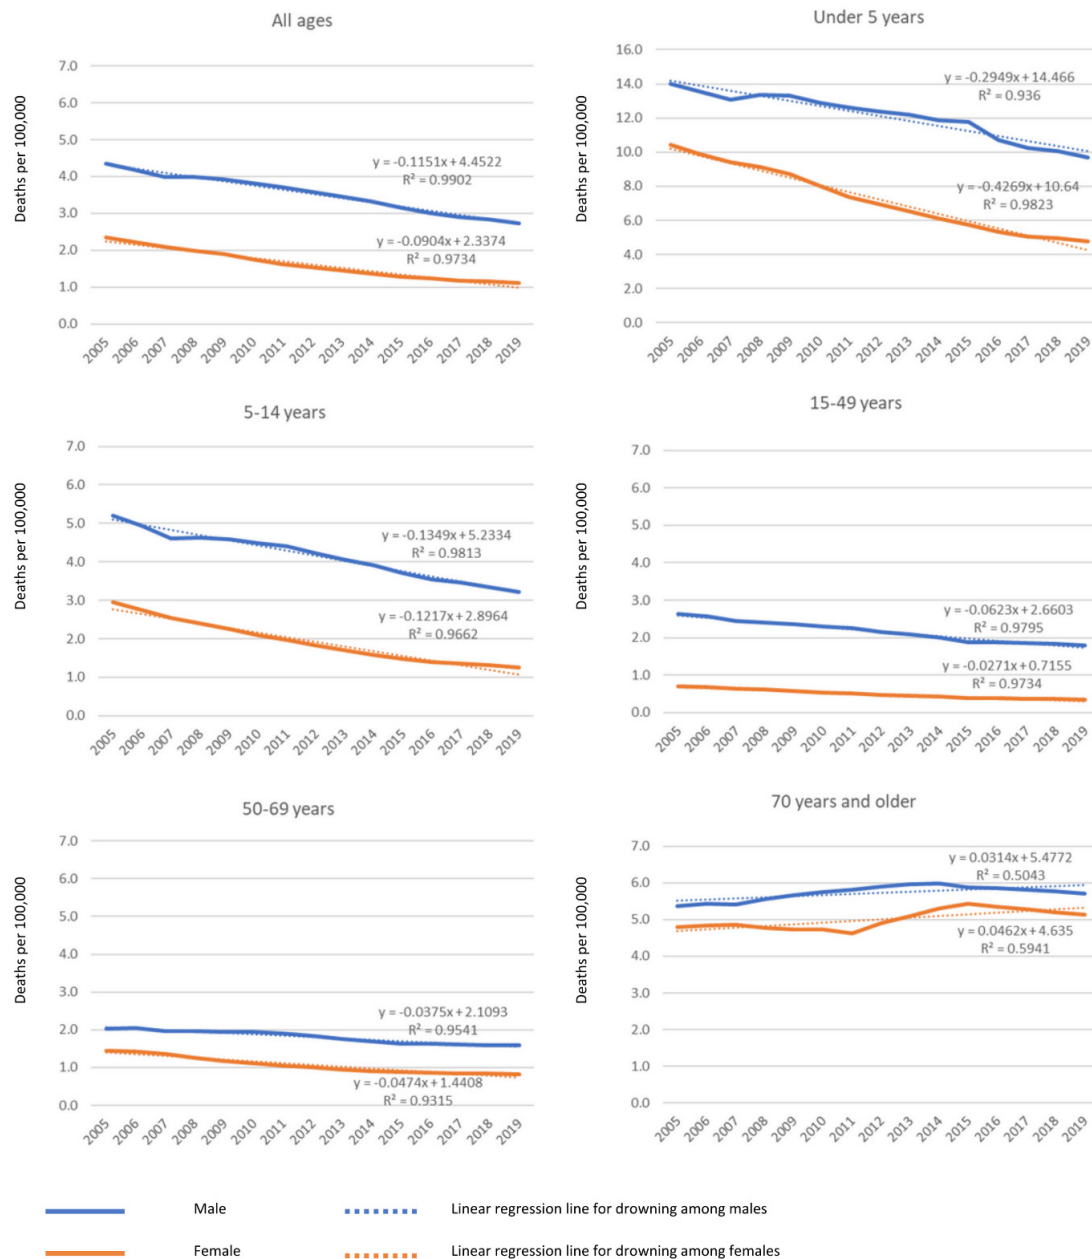 All ages
Deaths per 100,000
7.0
6.0
5.0
4.0
3.0
2.0
1.0
0.0
y = -0.1151x + 4.4522
R² = 0.9902
y = -0.0904x + 2.3374
R² = 0.9734
2005 2006 2007 2008 2009 2010 2011 2012 2013 2014 2015 2016 2017 2018 2019
Under 5 years
Deaths per 100,000
16.0
14.0
12.0
10.0
8.0
6.0
4.0
2.0
0.0
y = -0.2949x + 14.466
R² = 0.936
y = -0.4269x + 10.64
R² = 0.9823
2005 2006 2007 2008 2009 2010 2011 2012 2013 2014 2015 2016 2017 2018 2019
5-14 years
Deaths per 100,000
7.0
6.0
5.0
4.0
3.0
2.0
1.0
0.0
y = -0.1349x + 5.2334
R² = 0.9813
y = -0.1217x + 2.8964
R² = 0.9662
2005 2006 2007 2008 2009 2010 2011 2012 2013 2014 2015 2016 2017 2018 2019
15-49 years
Deaths per 100,000
7.0
6.0
5.0
4.0
3.0
2.0
1.0
0.0
y = -0.0623x + 2.6603
R² = 0.9795
y = -0.0271x + 0.7155
R² = 0.9734
2005 2006 2007 2008 2009 2010 2011 2012 2013 2014 2015 2016 2017 2018 2019
50-69 years
Deaths per 100,000
7.0
6.0
5.0
4.0
3.0
2.0
1.0
0.0
y = -0.0375x + 2.1093
R² = 0.9541
y = -0.0474x + 1.4408
R² = 0.9315
2005 2006 2007 2008 2009 2010 2011 2012 2013 2014 2015 2016 2017 2018 2019
70 years and older
Deaths per 100,000
7.0
6.0
5.0
4.0
3.0
2.0
1.0
0.0
y = 0.0314x + 5.4772
R² = 0.5043
y = 0.0462x + 4.635
R² = 0.5941
2005 2006 2007 2008 2009 2010 2011 2012 2013 2014 2015 2016 2017 2018 2019
Male
Linear regression line for drowning among males
Female
Linear regression line for drowning among females